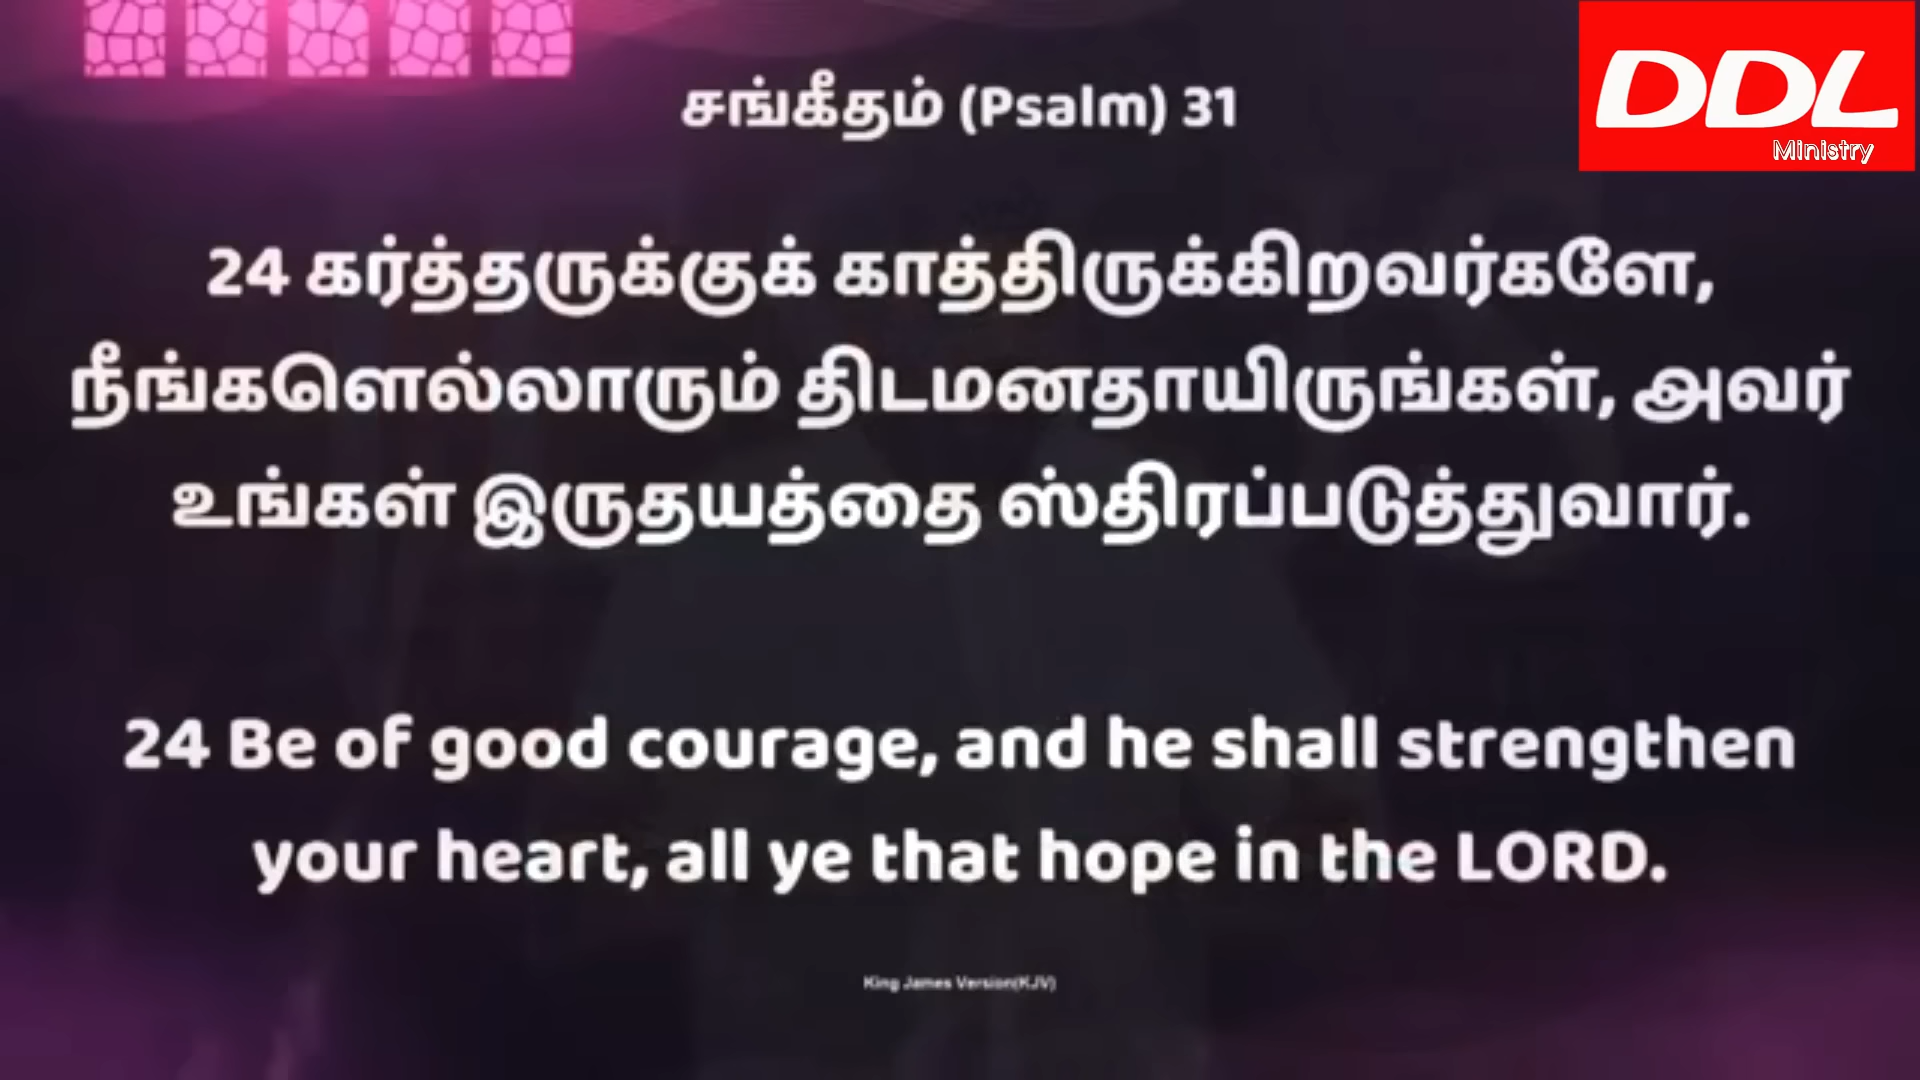 சங்கீதம் (Psalm) 31
DDL
Ministry
24 கர்த்தருக்குக் காத்திருக்கிறவர்களே,
நீங்களெல்லாரும் திடமனதாயிருங்கள், அவர்
உங்கள் இருதயத்தை ஸ்திரப்படுத்துவார்.
24 Be of good courage, and he shall strengthen
your heart, all ye that hope in the LORD.
King James Version(KJV)